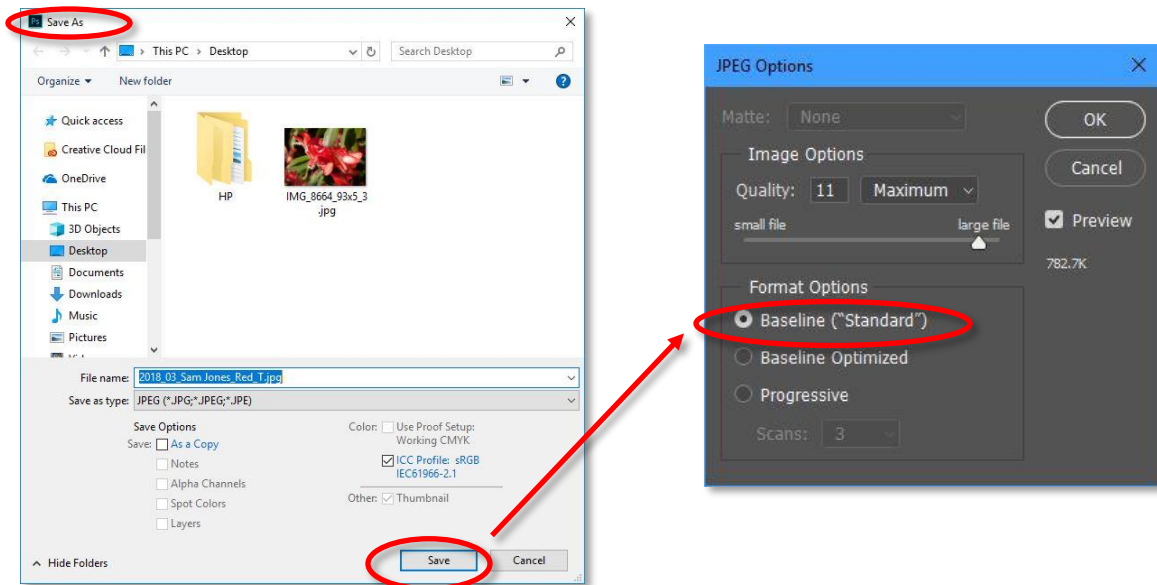 Ps Save As
This PC > Desktop
Search Desktop
Organize
New folder
Quick access
Creative Cloud Fil
OneDrive
This PC
3D Objects
Desktop
Documents
Downloads
Music
Pictures
HP
IMG_8664_93x5_3
.jpg
File name: 2018_03_Sam Jones_Red_T.jpg
Save as type: JPEG (*.JPG;*.JPEG;*.JPE)
Save Options
Save: As a Copy
Notes
Alpha Channels
Spot Colors
Layers
Color: Use Proof Setup:
Working CMYK
ICC Profile: sRGB
IEC61966-2.1
Other: Thumbnail
Hide Folders
Save
Cancel
JPEG Options
Matte: None
OK
Image Options
Cancel
Quality: 11 Maximum
Preview
small file large file
782.7K
Format Options
Baseline (“Standard”)
Baseline Optimized
Progressive
Scans: 3